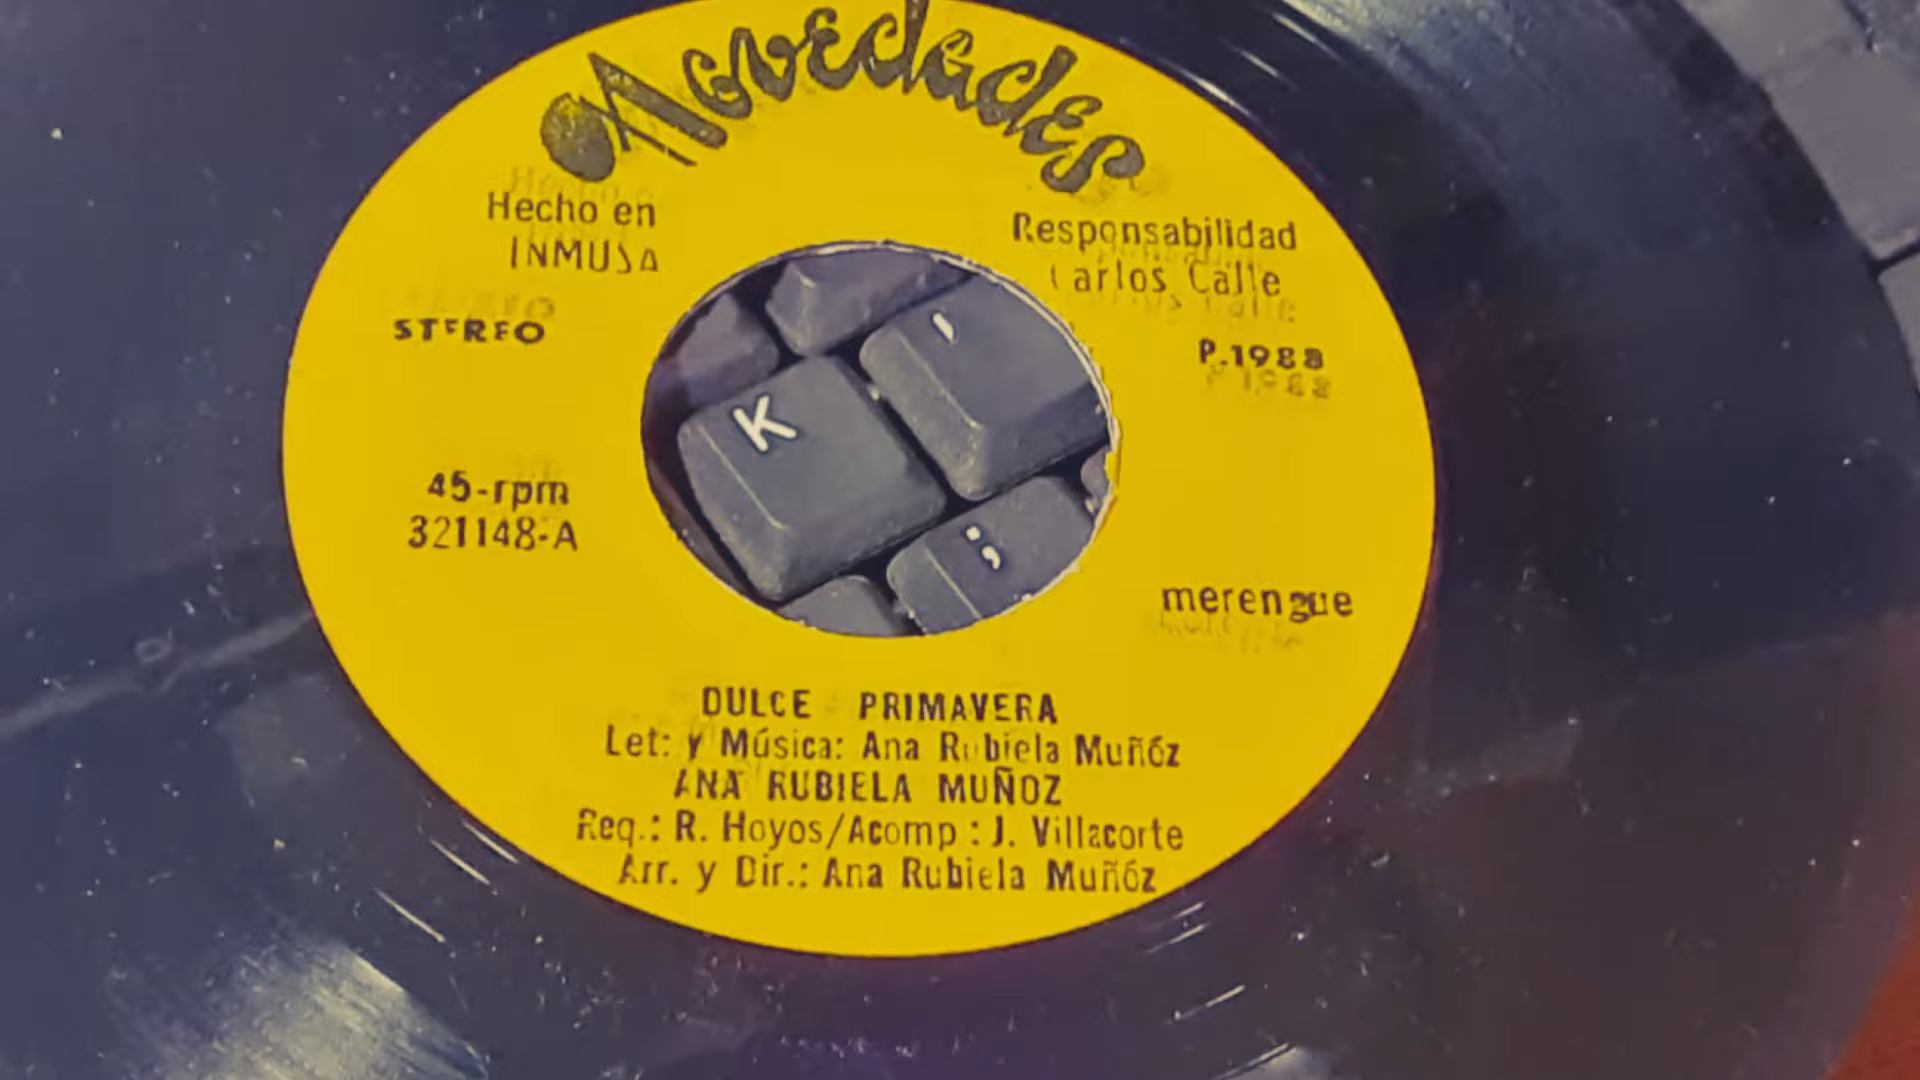 Novedades
Hecho en
INMUSA
Responsabilidad
Carlos Calle
STEREO
P.1988
K
'
;
45-rpm
321148-A
merengue
DULCE PRIMAVERA
Let: y Música: Ana Rubiela Muñóz
ANA RUBIELA MUÑOZ
Req.: R. Hoyos/Acomp : J. Villacorte
Arr. y Dir.: Ana Rubiela Muñóz